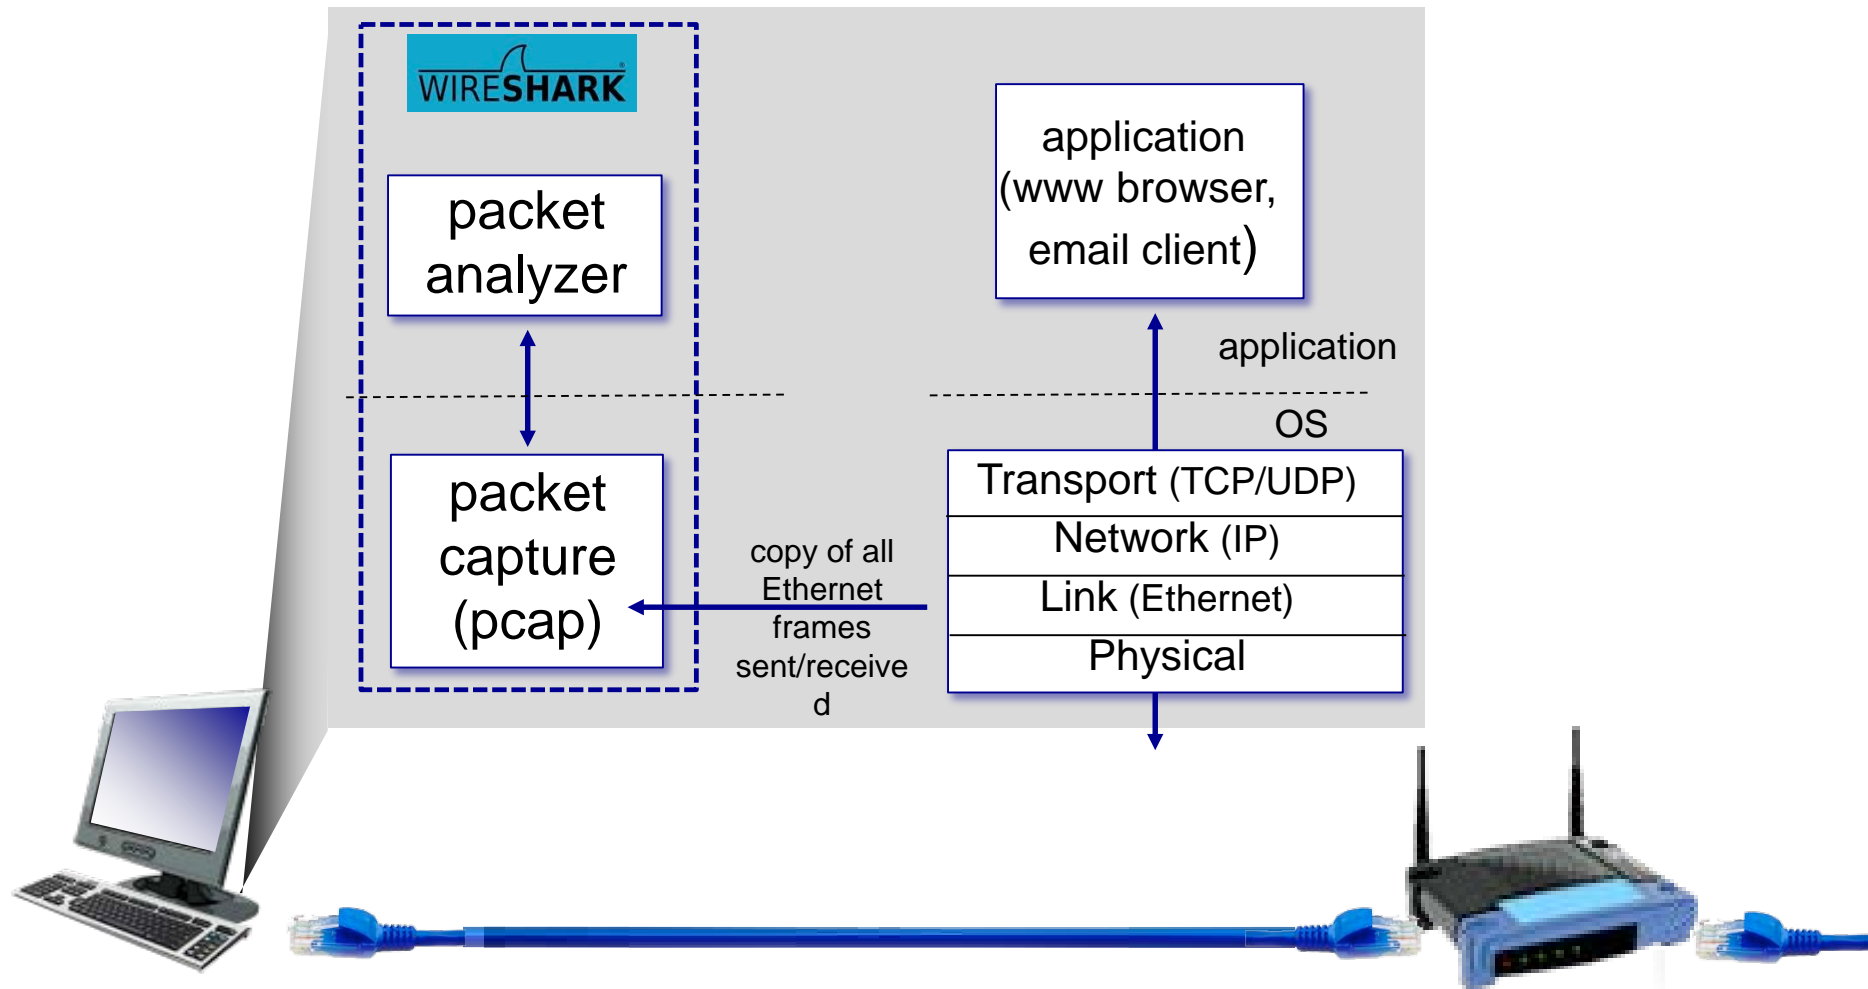 WIRESHARK
packet
analyzer
packet
capture
(pcap)
copy of all
Ethernet
frames
sent/receive
d
application
(www browser,
email client)
application
OS
Transport (TCP/UDP)
Network (IP)
Link (Ethernet)
Physical